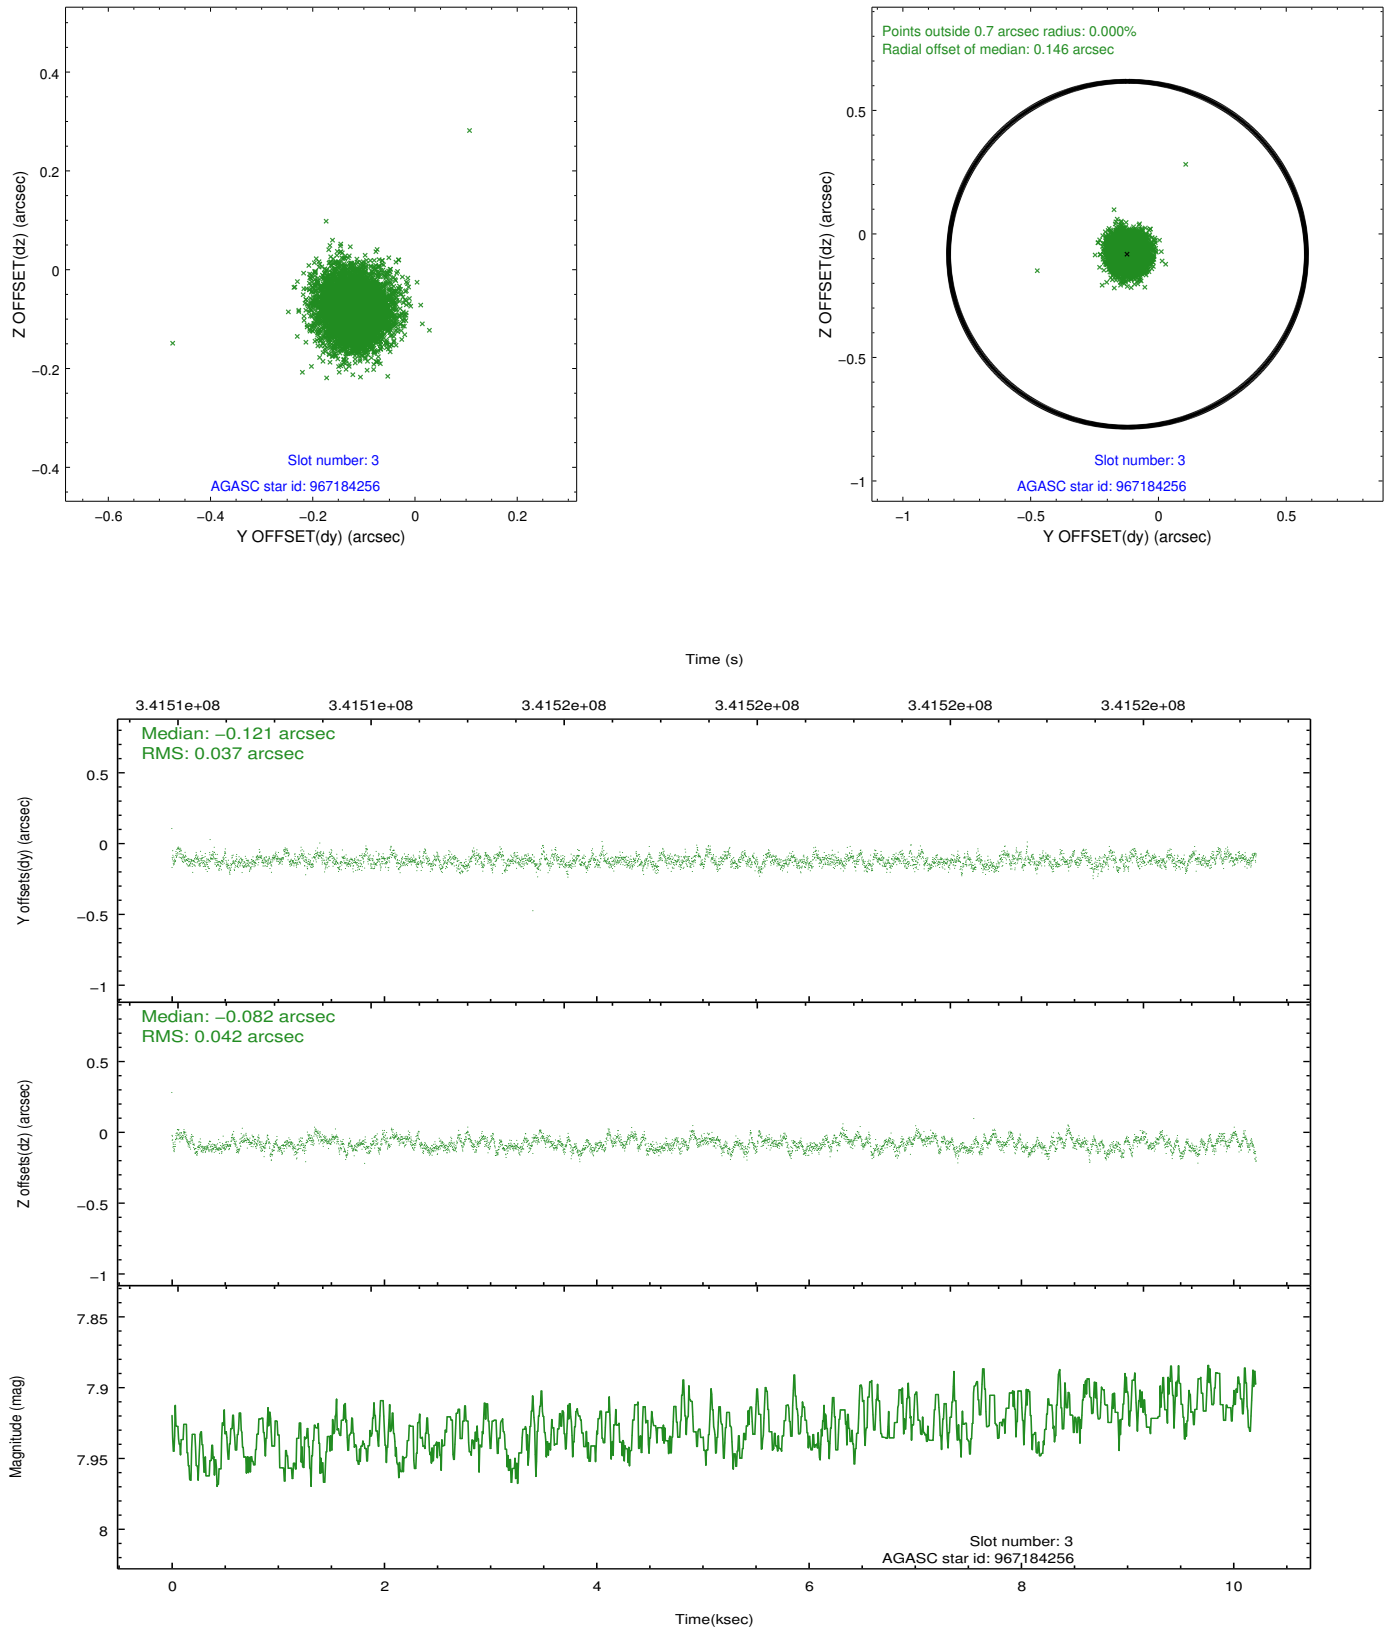 0.4
0.2
0
−0.2
−0.4
Z OFFSET(dz) (arcsec)
Slot number: 3
AGASC star id: 967184256
−0.6 −0.4 −0.2 0 0.2
Y OFFSET(dy) (arcsec)
Points outside 0.7 arcsec radius: 0.000%
Radial offset of median: 0.146 arcsec
0.5
0
−0.5
−1
Z OFFSET(dz) (arcsec)
Slot number: 3
AGASC star id: 967184256
−1 −0.5 0 0.5
Y OFFSET(dy) (arcsec)
Time (s)
3.4151e+08 3.4151e+08 3.4152e+08 3.4152e+08 3.4152e+08 3.4152e+08
Median: −0.121 arcsec
RMS: 0.037 arcsec
0.5
0
−0.5
−1
Y offsets(dy) (arcsec)
Median: −0.082 arcsec
RMS: 0.042 arcsec
0.5
0
−0.5
−1
Z offsets(dz) (arcsec)
7.85
7.9
7.95
8
Magnitude (mag)
Slot number: 3
AGASC star id: 967184256
0 2 4 6 8 10
Time(ksec)